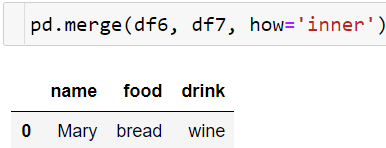 pd.merge(df6, df7, how='inner')
name food drink
0 Mary bread wine